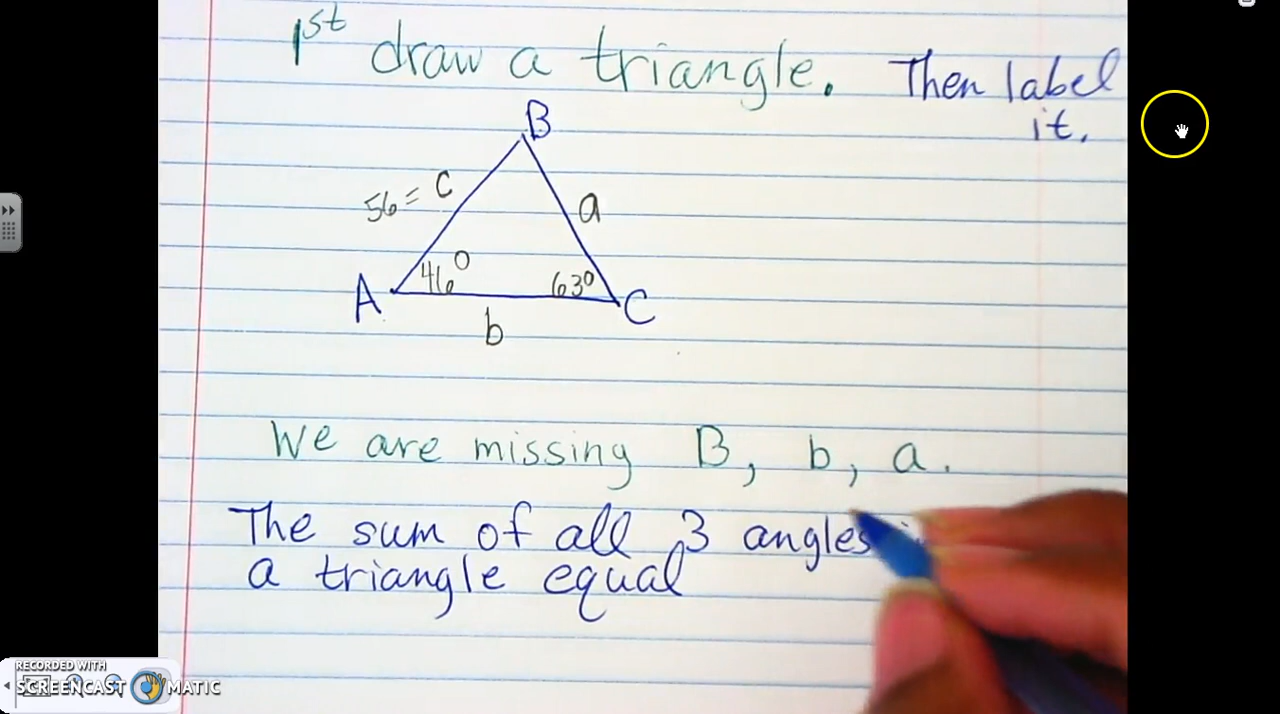 1st draw a triangle. Then label
it.
B
56 = c
a
46°
63°
A
C
b
We are missing B, b, a.
The sum of all 3 angles
a triangle equal
RECORDED WITH
SCREENCAST MATIC